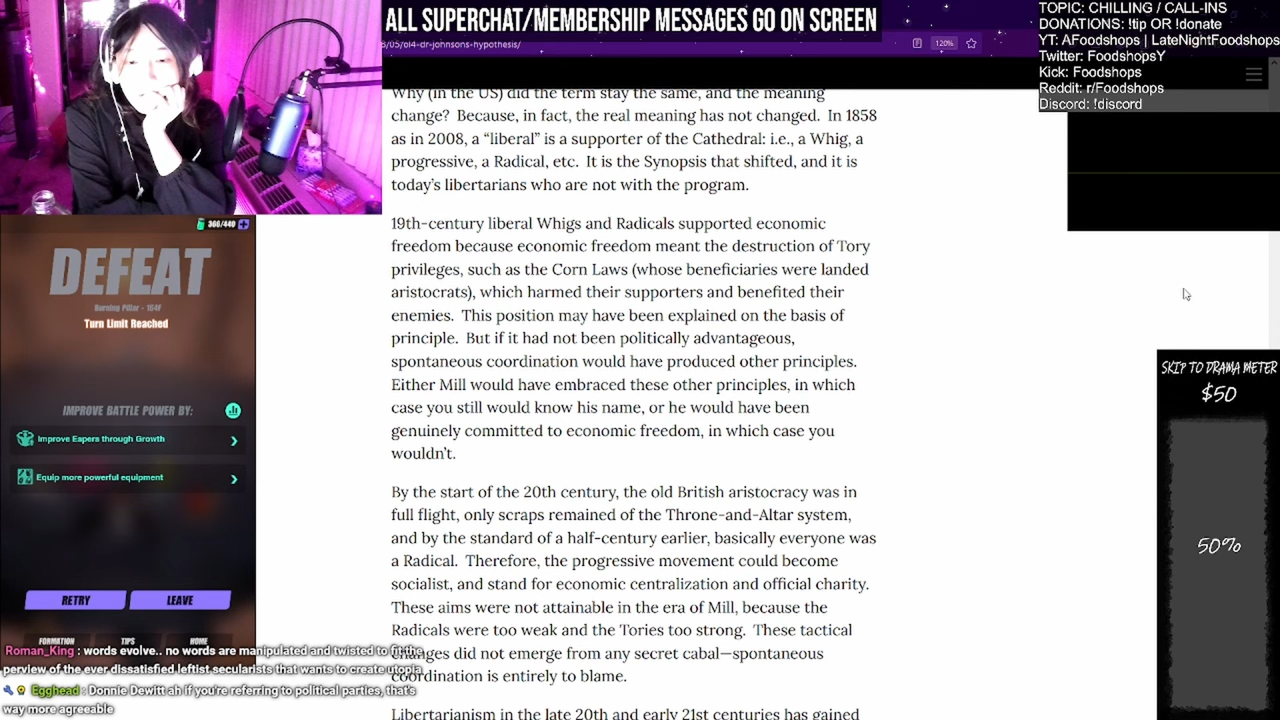 ALL SUPERCHAT/MEMBERSHIP MESSAGES GO ON SCREEN
8/05/ol4-dr-johnsons-hypothesis/
120%
TOPIC: CHILLING / CALL-INS
DONATIONS: !tip OR !donate
YT: AFoodshops | LateNightFoodshops
Twitter: FoodshopsY
Kick: Foodshops
Reddit: r/Foodshops
Discord: !discord
Why (in the US) did the term stay the same, and the meaning
change? Because, in fact, the real meaning has not changed. In 1858
as in 2008, a “liberal” is a supporter of the Cathedral: i.e., a Whig, a
progressive, a Radical, etc. It is the Synopsis that shifted, and it is
today’s libertarians who are not with the program.
19th-century liberal Whigs and Radicals supported economic
freedom because economic freedom meant the destruction of Tory
privileges, such as the Corn Laws (whose beneficiaries were landed
aristocrats), which harmed their supporters and benefited their
enemies. This position may have been explained on the basis of
principle. But if it had not been politically advantageous,
spontaneous coordination would have produced other principles.
Either Mill would have embraced these other principles, in which
case you still would know his name, or he would have been
genuinely committed to economic freedom, in which case you
wouldn’t.
By the start of the 20th century, the old British aristocracy was in
full flight, only scraps remained of the Throne-and-Altar system,
and by the standard of a half-century earlier, basically everyone was
a Radical. Therefore, the progressive movement could become
socialist, and stand for economic centralization and official charity.
These aims were not attainable in the era of Mill, because the
Radicals were too weak and the Tories too strong. These tactical
changes did not emerge from any secret cabal—spontaneous
coordination is entirely to blame.
Libertarianism in the late 20th and early 21st centuries has gained
366/440
DEFEAT
Burning Pillar - 164F
Turn Limit Reached
IMPROVE BATTLE POWER BY:
Improve Espers through Growth
Equip more powerful equipment
RETRY
LEAVE
FORMATION
TIPS
HOME
Roman_King : words evolve.. no words are manipulated and twisted to fit the
perview of the ever dissatisfied leftist secularists that wants to create utopia
Egghead : Donnie Dewitt ah if you're referring to political parties, that's
way more agreeable
SKIP TO DRAMA METER
$50
50%